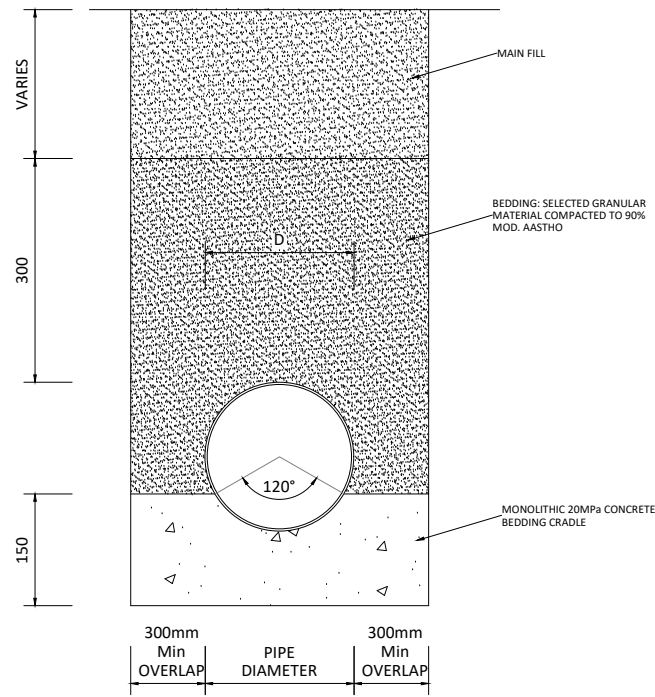 VARIES
MAIN FILL
BEDDING: SELECTED GRANULAR
MATERIAL COMPACTED TO 90%
MOD. AASTHO
D
300
120°
MONOLITHIC 20MPa CONCRETE
BEDDING CRADLE
150
300mm
Min
OVERLAP
PIPE
DIAMETER
300mm
Min
OVERLAP